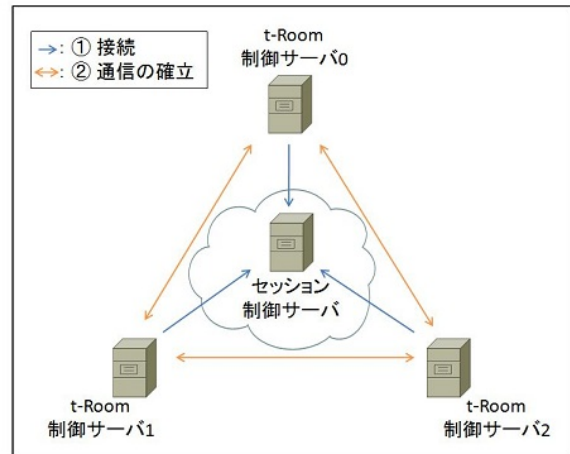 →: ① 接続
↔: ② 通信の確立
t-Room
制御サーバ0
セッション
制御サーバ
t-Room
制御サーバ1
t-Room
制御サーバ2